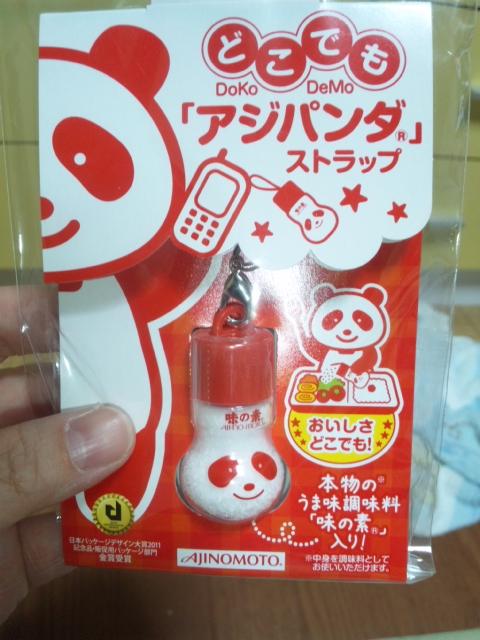 どこでも
DoKo DeMo
「アジパンダ®」
ストラップ
味の素
AJINOMOTO
おいしさ
どこでも!
本物の※
うま味調味料
「味の素®」
入り!
日本パッケージデザイン大賞2011
記念品・販促用パッケージ部門
金賞受賞
AJINOMOTO®
※中身を調味料として
お使いいただけます。